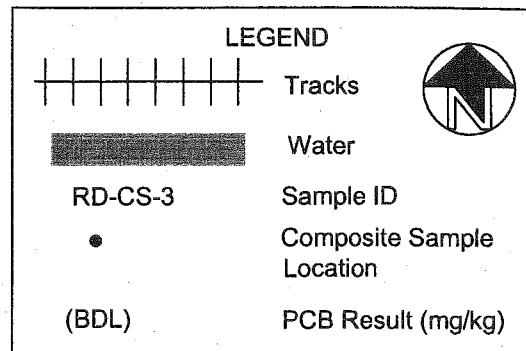 LEGEND
Tracks
N
Water
RD-CS-3 Sample ID
Composite Sample
Location
(BDL) PCB Result (mg/kg)